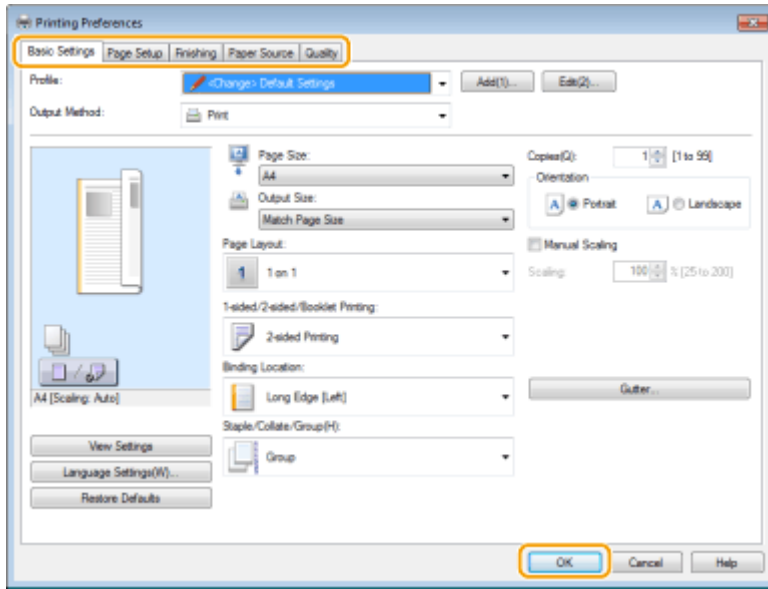 Printing Preferences
Basic Settings Page Setup Finishing Paper Source Quality
Profile: <Change> Default Settings Add(1)... Edit(2)...
Output Method: Print
Page Size: Copies(Q): 1 [1 to 99]
A4 Orientation
Output Size: A Portrait A Landscape
Match Page Size
Page Layout: Manual Scaling
1 1 on 1 Scaling: 100 % [25 to 200]
1-sided/2-sided/Booklet Printing:
2-sided Printing
Binding Location:
A4 [Scaling: Auto] Long Edge [Left] Gutter...
Staple/Collate/Group(H):
View Settings
Group
Language Settings(W)...
Restore Defaults
OK Cancel Help